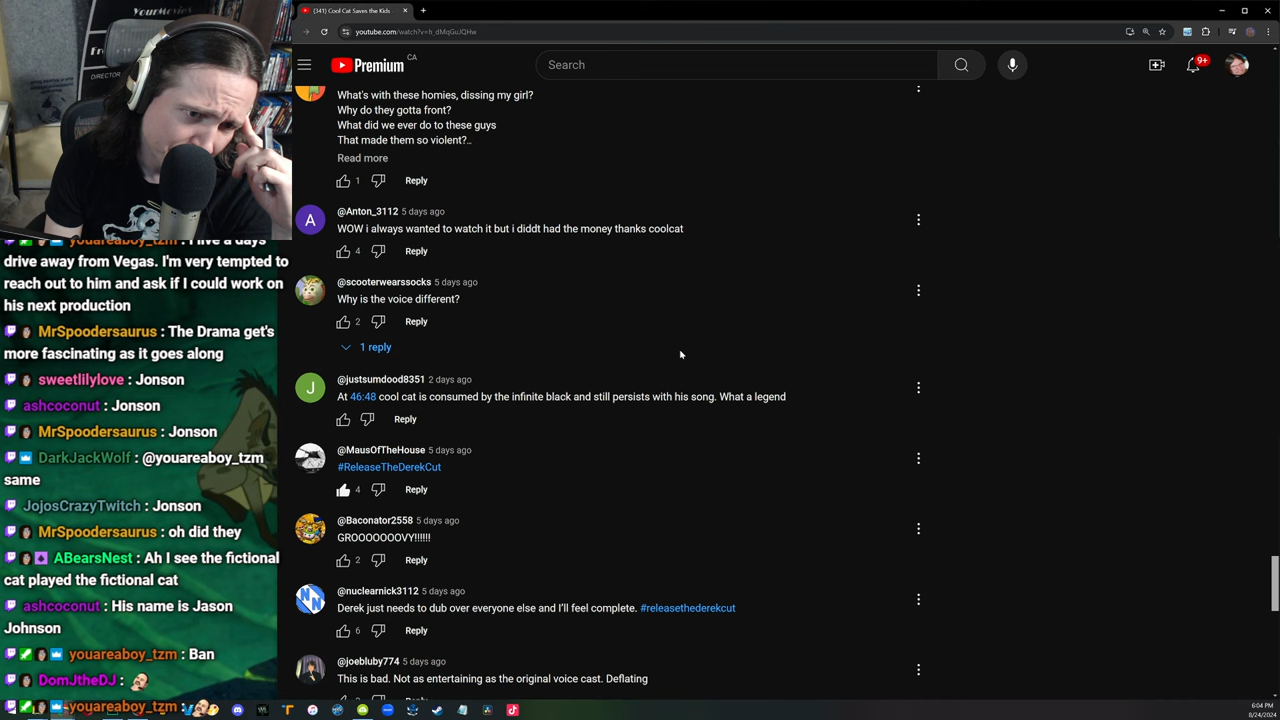 YourMovies
DIRECTOR
youareaboy_tzm : I live a days
drive away from Vegas. I'm very tempted to
reach out to him and ask if I could work on
his next production
MrSpoodersaurus : The Drama get's
more fascinating as it goes along
sweetlilylove : Jonson
ashcoconut : Jonson
MrSpoodersaurus : Jonson
DarkJackWolf : @youareaboy_tzm
same
JojosCrazyTwitch : Jonson
MrSpoodersaurus : oh did they
ABearsNest : Ah I see the fictional
cat played the fictional cat
ashcoconut : His name is Jason
Johnson
youareaboy_tzm : Ban
DomJtheDJ :
youareaboy_tzm :
(341) Cool Cat Saves the Kids
youtube.com/watch?v=h_dMqGuJQHw
Premium CA
Search
9+
What's with these homies, dissing my girl?
Why do they gotta front?
What did we ever do to these guys
That made them so violent?..
Read more
1 Reply
A
@Anton_3112 5 days ago
WOW i always wanted to watch it but i diddt had the money thanks coolcat
4 Reply
@scooterwearssocks 5 days ago
Why is the voice different?
2 Reply
1 reply
J
@justsumdood8351 2 days ago
At 46:48 cool cat is consumed by the infinite black and still persists with his song. What a legend
Reply
@MausOfTheHouse 5 days ago
#ReleaseTheDerekCut
4 Reply
@Baconator2558 5 days ago
GROOOOOOOVY!!!!!!
2 Reply
NN
@nuclearnick3112 5 days ago
Derek just needs to dub over everyone else and I'll feel complete. #releasethederekcut
6 Reply
@joebluby774 5 days ago
This is bad. Not as entertaining as the original voice cast. Deflating
Reply
6:04 PM
8/24/2024